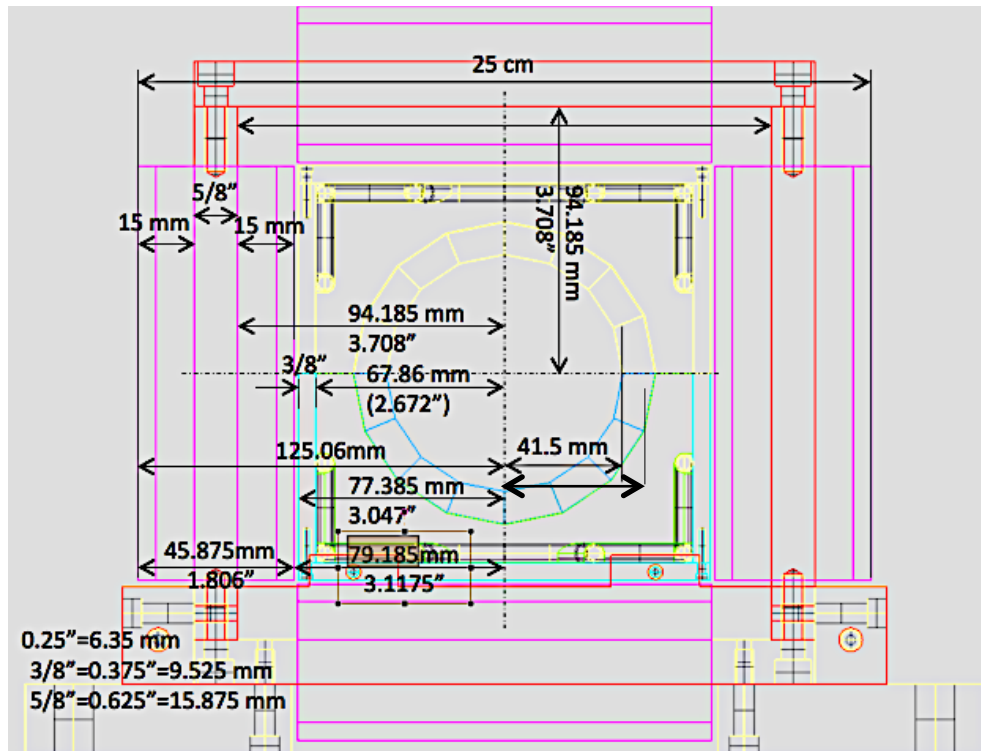 25 cm
5/8”
15 mm
15 mm
94.185 mm
3.708”
94.185 mm
3.708”
3/8”
67.86 mm
(2.672”)
125.06mm
41.5 mm
77.385 mm
3.047”
45.875mm
1.806”
79.185mm
3.1175”
0.25”=6.35 mm
3/8”=0.375”=9.525 mm
5/8”=0.625”=15.875 mm